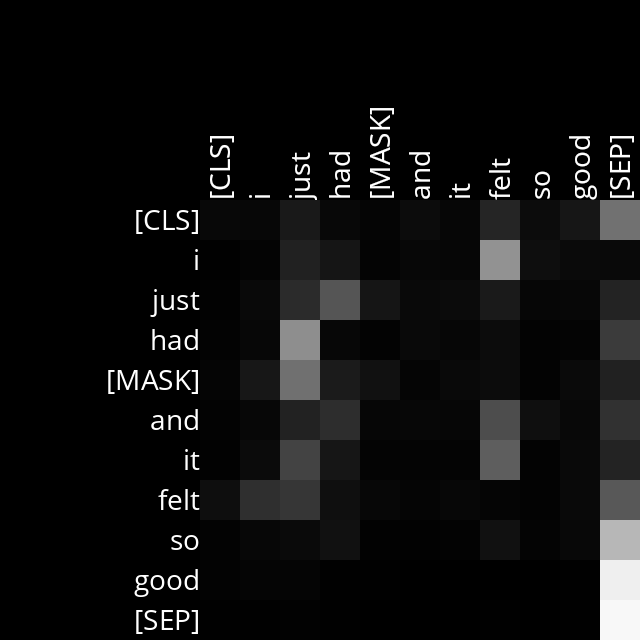 [CLS] i just had [MASK] and it felt so good [SEP]
[CLS]
i
just
had
[MASK]
and
it
felt
so
good
[SEP]